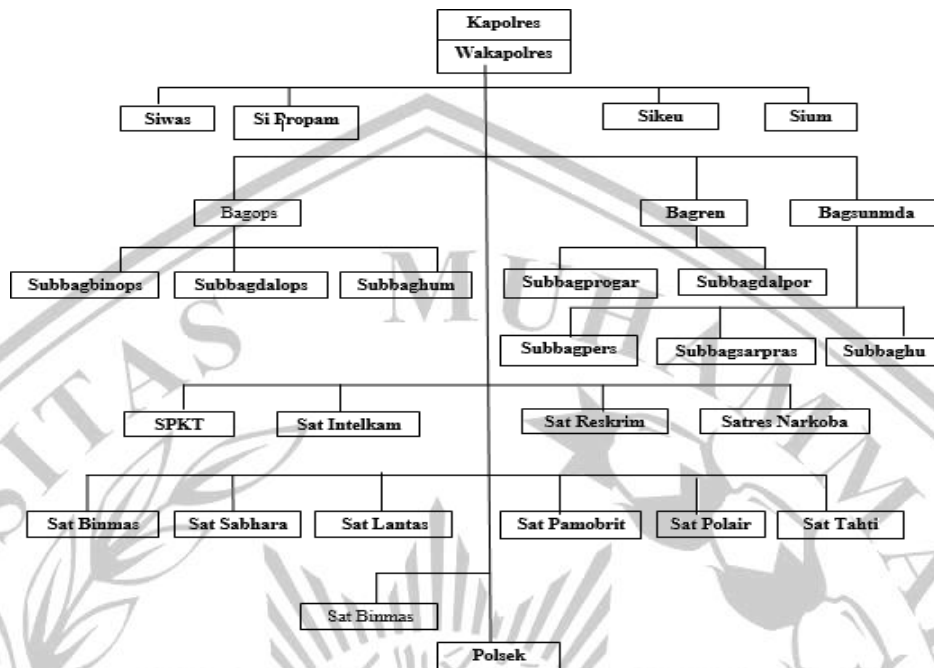 Kapolres
Wakapolres
Siwas
Si Propam
Sikeu
Sium
Bagops
Bagren
Bagsunmda
Subbagbinops
Subbagdalops
Subbaghum
Subbagprogar
Subbagdalpor
Subbagpers
Subbagsarpras
Subbaghu
SPKT
Sat Intelkam
Sat Reskrim
Satres Narkoba
Sat Binmas
Sat Sabhara
Sat Lantas
Sat Pamobrit
Sat Polair
Sat Tahti
Sat Binmas
Polsek
SITAS MUHAMMA